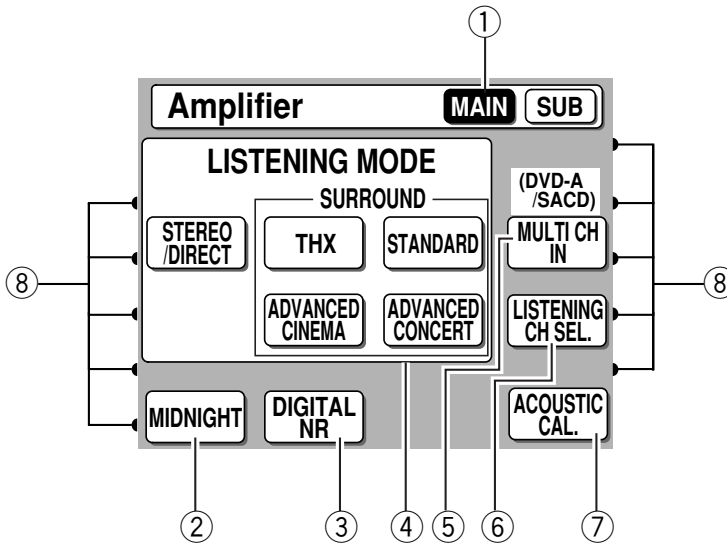 ①
Amplifier MAIN SUB
LISTENING MODE
SURROUND
(DVD-A
/SACD)
STEREO
/DIRECT
THX
STANDARD
MULTI CH
IN
ADVANCED
CINEMA
ADVANCED
CONCERT
LISTENING
CH SEL.
⑧
⑧
MIDNIGHT
DIGITAL
NR
ACOUSTIC
CAL.
② ③ ④ ⑤ ⑥ ⑦